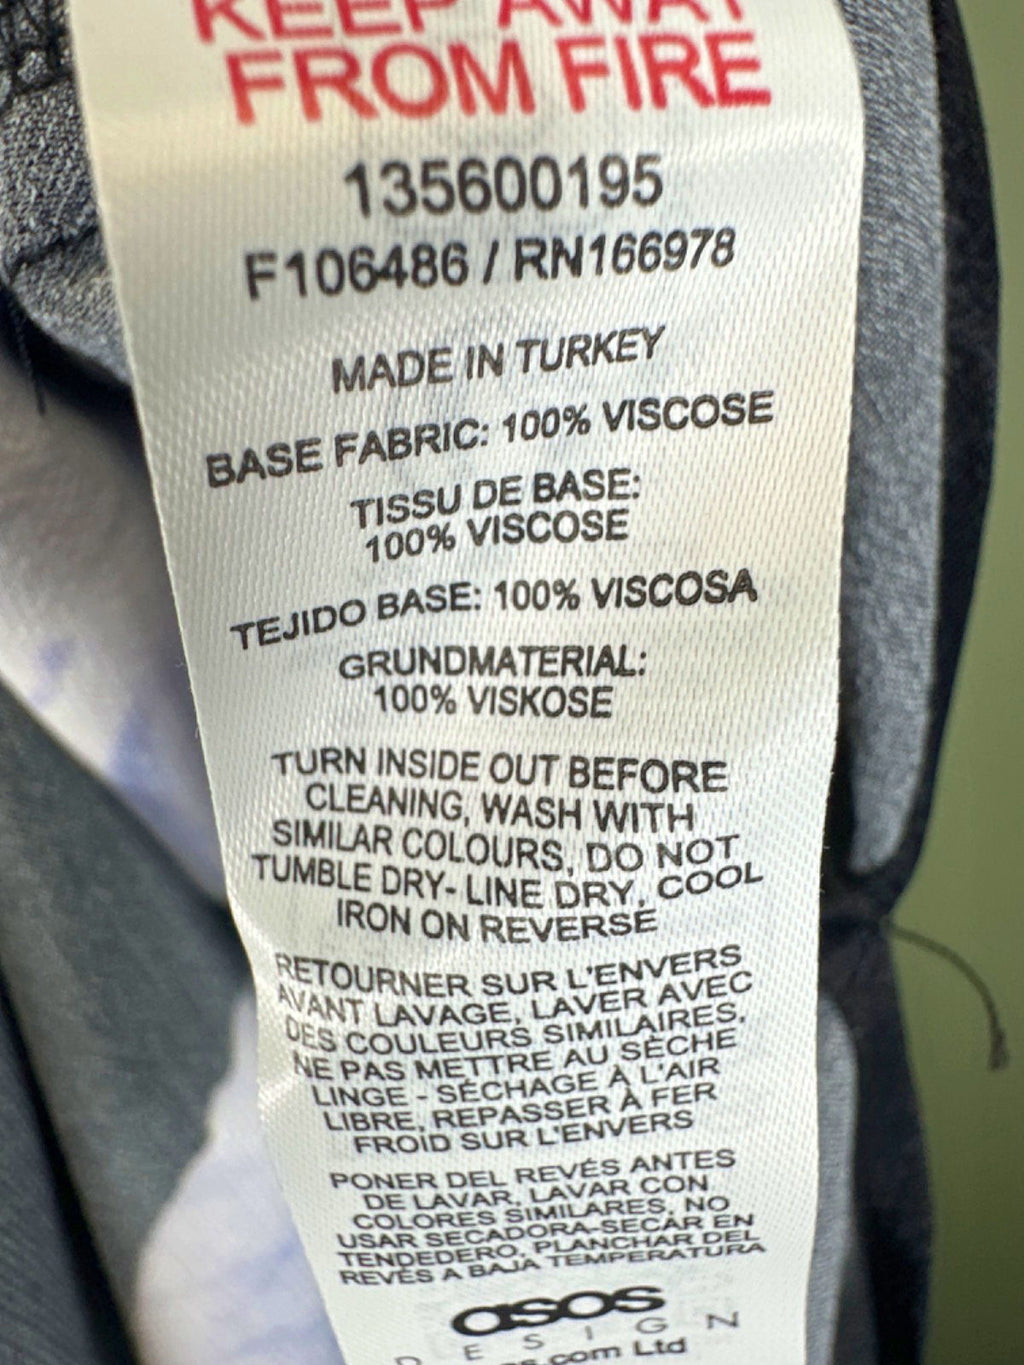 KEEP AWAY
FROM FIRE
135600195
F106486 / RN166978
MADE IN TURKEY
BASE FABRIC: 100% VISCOSE
TISSU DE BASE:
100% VISCOSE
TEJIDO BASE: 100% VISCOSA
GRUNDMATERIAL:
100% VISKOSE
TURN INSIDE OUT BEFORE
CLEANING, WASH WITH
SIMILAR COLOURS, DO NOT
TUMBLE DRY- LINE DRY, COOL
IRON ON REVERSE
RETOURNER SUR L'ENVERS
AVANT LAVAGE, LAVER AVEC
DES COULEURS SIMILAIRES,
NE PAS METTRE AU SÈCHE
LINGE - SÉCHAGE À L'AIR
LIBRE, REPASSER À FER
FROID SUR L'ENVERS
PONER DEL REVÉS ANTES
DE LAVAR, LAVAR CON
COLORES SIMILARES, NO
USAR SECADORA-SECAR EN
TENDEDERO, PLANCHAR DEL
REVÉS A BAJA TEMPERATURA
asos
DESIGN
.com Ltd